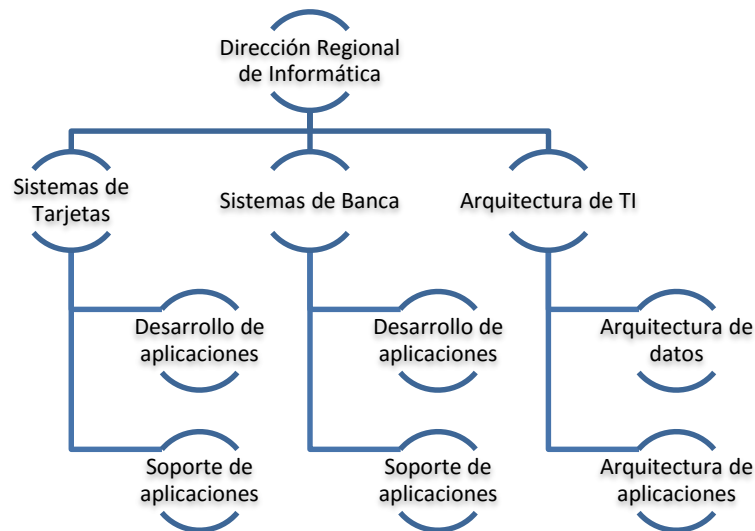 Dirección Regional
de Informática
Sistemas de
Tarjetas
Sistemas de Banca
Arquitectura de TI
Desarrollo de
aplicaciones
Desarrollo de
aplicaciones
Arquitectura de
datos
Soporte de
aplicaciones
Soporte de
aplicaciones
Arquitectura de
aplicaciones